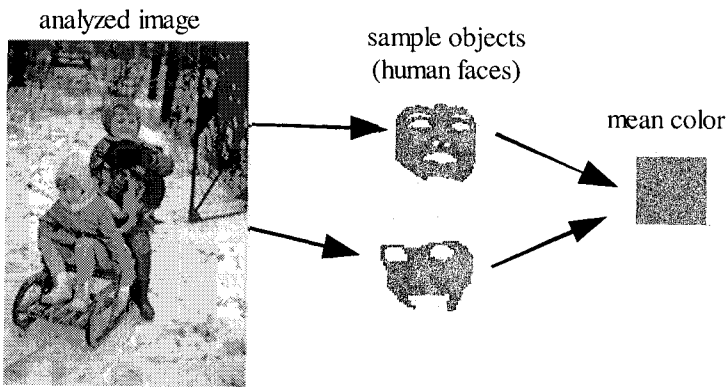 analyzed image
sample objects
(human faces)
mean color